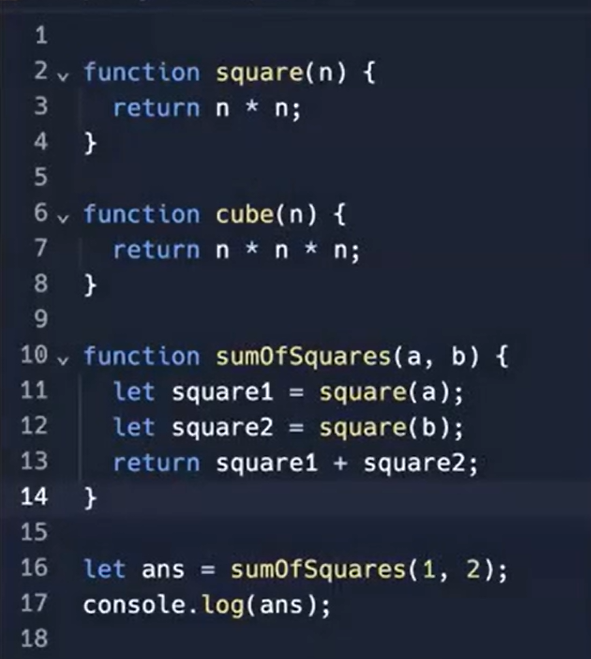 1
2 function square(n) {
3   return n * n;
4 }
5
6 function cube(n) {
7   return n * n * n;
8 }
9
10 function sumOfSquares(a, b) {
11   let square1 = square(a);
12   let square2 = square(b);
13   return square1 + square2;
14 }
15
16 let ans = sumOfSquares(1, 2);
17 console.log(ans);
18